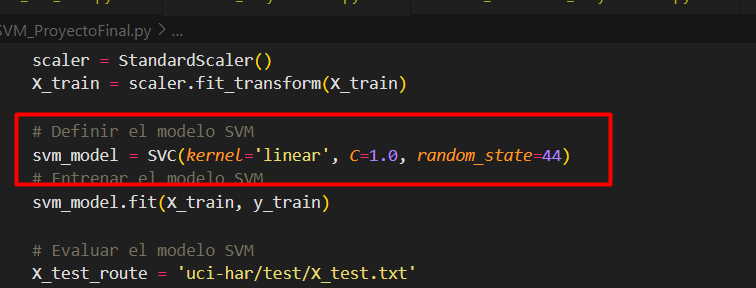 SVM_ProyectoFinal.py > ...
scaler = StandardScaler()
X_train = scaler.fit_transform(X_train)
# Definir el modelo SVM
svm_model = SVC(kernel='linear', C=1.0, random_state=44)
# Entrenar el modelo SVM
svm_model.fit(X_train, y_train)
# Evaluar el modelo SVM
X_test_route = 'uci-har/test/X_test.txt'